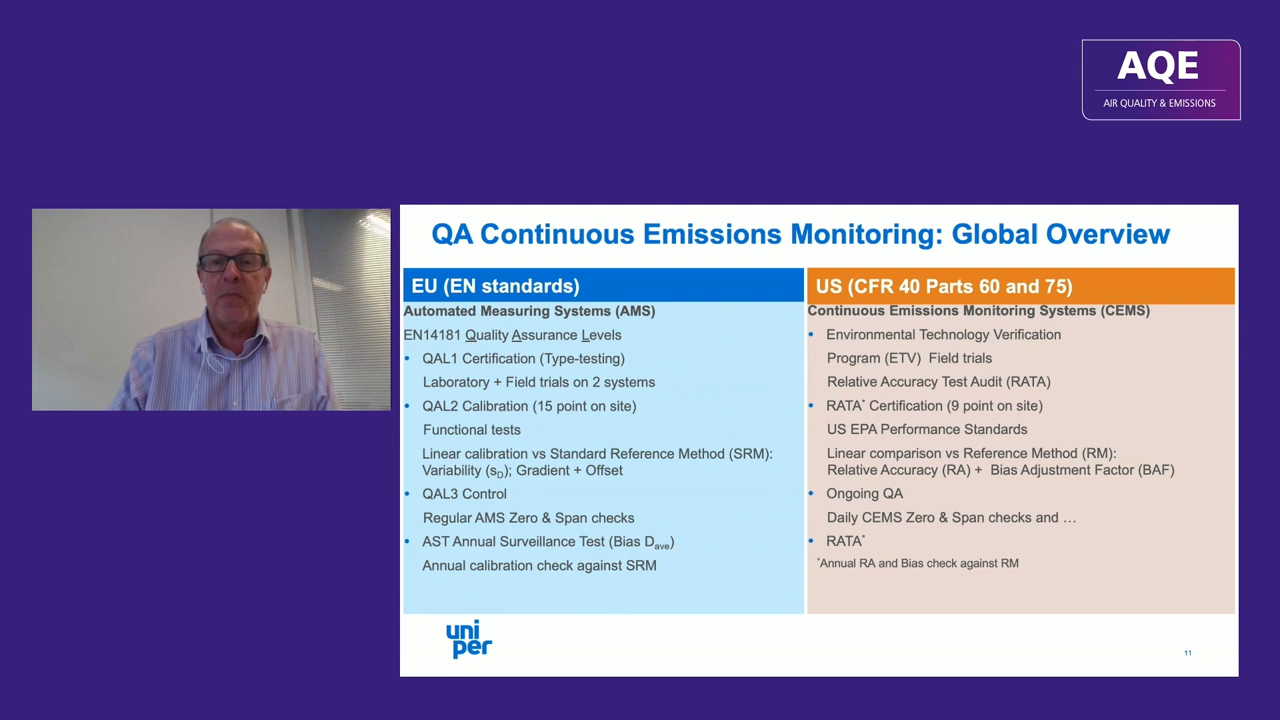 AQE
AIR QUALITY & EMISSIONS
QA Continuous Emissions Monitoring: Global Overview
EU (EN standards)
Automated Measuring Systems (AMS)
EN14181 Quality Assurance Levels
• QAL1 Certification (Type-testing)
Laboratory + Field trials on 2 systems
• QAL2 Calibration (15 point on site)
Functional tests
Linear calibration vs Standard Reference Method (SRM):
Variability (sD); Gradient + Offset
• QAL3 Control
Regular AMS Zero & Span checks
• AST Annual Surveillance Test (Bias Dave)
Annual calibration check against SRM
US (CFR 40 Parts 60 and 75)
Continuous Emissions Monitoring Systems (CEMS)
• Environmental Technology Verification
Program (ETV) Field trials
Relative Accuracy Test Audit (RATA)
• RATA* Certification (9 point on site)
US EPA Performance Standards
Linear comparison vs Reference Method (RM):
Relative Accuracy (RA) + Bias Adjustment Factor (BAF)
• Ongoing QA
Daily CEMS Zero & Span checks and …
• RATA*
*Annual RA and Bias check against RM
uni
per
11